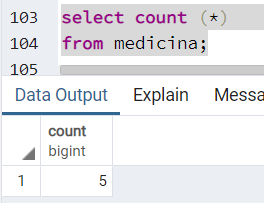 103 select count (*)
104 from medicina;
105
Data Output Explain Messa
count
bigint
1 5